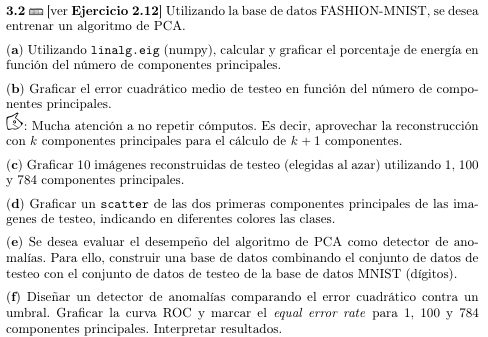 3.2 [ver Ejercicio 2.12] Utilizando la base de datos FASHION-MNIST, se desea
entrenar un algoritmo de PCA.
(a) Utilizando linalg.eig (numpy), calcular y graficar el porcentaje de energía en
función del número de componentes principales.
(b) Graficar el error cuadrático medio de testeo en función del número de compo-
nentes principales.
: Mucha atención a no repetir cómputos. Es decir, aprovechar la reconstrucción
con k componentes principales para el cálculo de k + 1 componentes.
(c) Graficar 10 imágenes reconstruidas de testeo (elegidas al azar) utilizando 1, 100
y 784 componentes principales.
(d) Graficar un scatter de las dos primeras componentes principales de las ima-
genes de testeo, indicando en diferentes colores las clases.
(e) Se desea evaluar el desempeño del algoritmo de PCA como detector de ano-
malías. Para ello, construir una base de datos combinando el conjunto de datos de
testeo con el conjunto de datos de testeo de la base de datos MNIST (dígitos).
(f) Diseñar un detector de anomalías comparando el error cuadrático contra un
umbral. Graficar la curva ROC y marcar el equal error rate para 1, 100 y 784
componentes principales. Interpretar resultados.